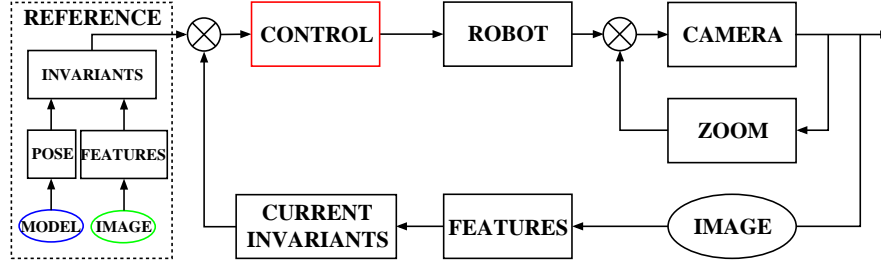 REFERENCE
INVARIANTS
POSE
FEATURES
MODEL
IMAGE
CONTROL
ROBOT
CAMERA
ZOOM
CURRENT
INVARIANTS
FEATURES
IMAGE